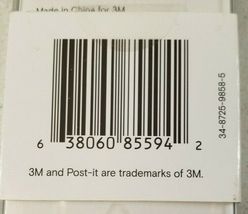 Made in China for 3M
6 38060 85594 2
3M and Post-it are trademarks of 3M.
34-8725-9858-5